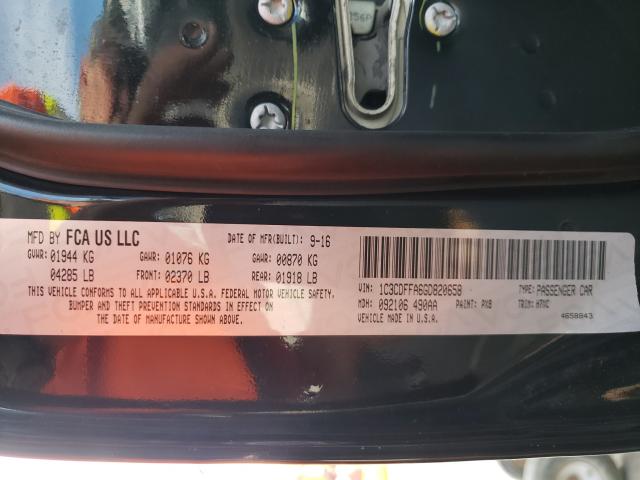 156P
MFD BY FCA US LLC DATE OF MFR(BUILT): 9-16
GVWR: 01944 KG GAWR: 01076 KG GAWR: 00870 KG
04285 LB FRONT: 02370 LB REAR: 01918 LB
THIS VEHICLE CONFORMS TO ALL APPLICABLE U.S.A. FEDERAL MOTOR VEHICLE SAFETY,
BUMPER AND THEFT PREVENTION STANDARDS IN EFFECT ON
THE DATE OF MANUFACTURE SHOWN ABOVE.
VIN: 1C3CDFFA6GD820658 TYPE: PASSENGER CAR
MDH: 092106 490AA PAINT: PX8 TRIM: H7XC
VEHICLE MADE IN U.S.A. 4658843